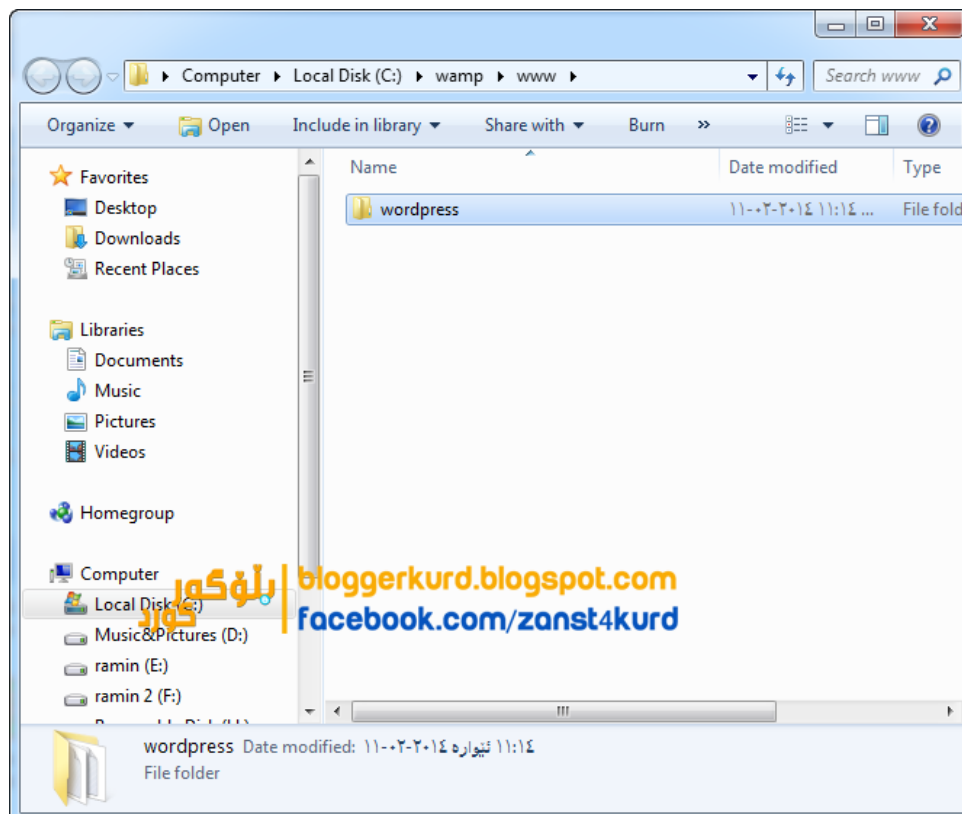 Computer Local Disk (C:) wamp www Search www
Organize Open Include in library Share with Burn »
Name Date modified Type
wordpress ١١-٠٢-٢٠١٤ ١١:١٤ ... File fold
Favorites
Desktop
Downloads
Recent Places
Libraries
Documents
Music
Pictures
Videos
Homegroup
Computer
Local Disk (C:)
Music&Pictures (D:)
ramin (E:)
ramin 2 (F:)
بلۆگەور
كورد
bloggerkurd.blogspot.com
facebook.com/zanst4kurd
wordpress Date modified: ١١-٠٢-٢٠١٤ ئێواره ١١:١٤
File folder